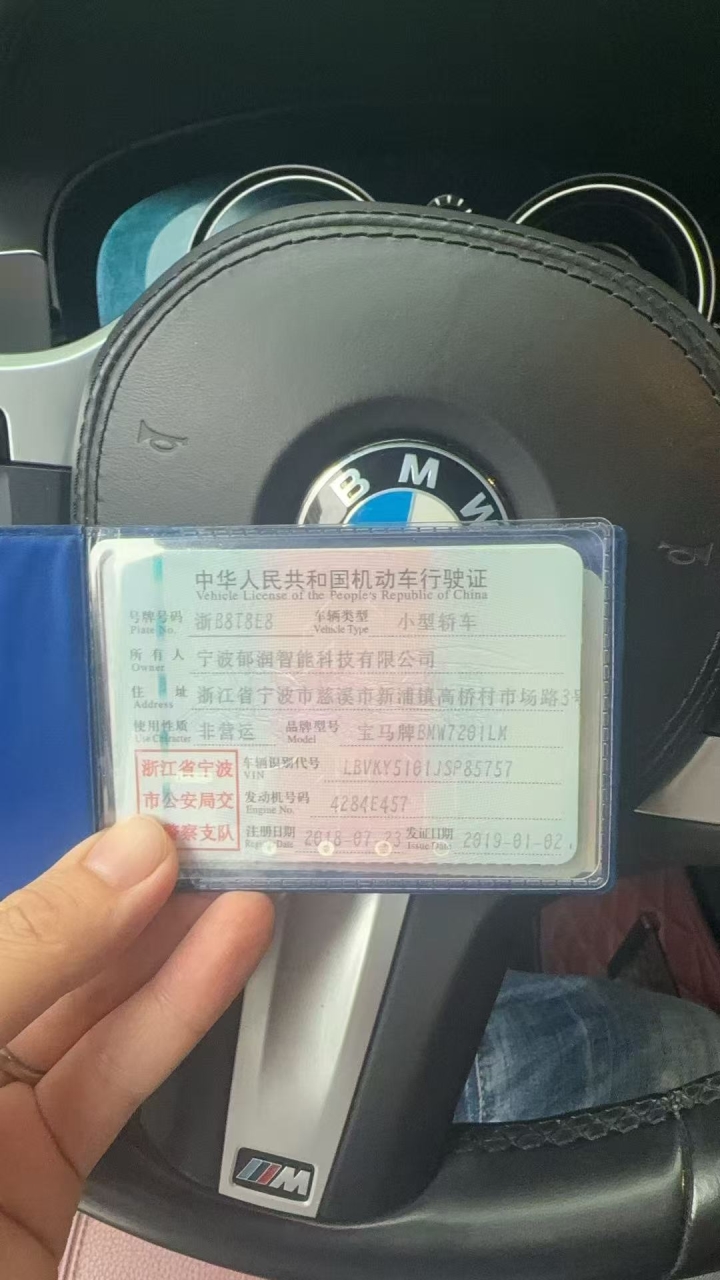 BMW
中华人民共和国机动车行驶证
Vehicle License of the People's Republic of China
号牌号码 浙B8T8E8 车辆类型 小型轿车
Plate No. Vehicle Type
所有人 宁波郁润智能科技有限公司
Owner
住址 浙江省宁波市慈溪市新浦镇高桥村市场路3号
Address
使用性质 非营运 品牌型号 宝马牌BMW7201LM
Use Character Model
浙江省宁波 车辆识别代号 LBVKY5101JSP85757
VIN
市公安局交 发动机号码 4284E457
Engine No.
警察支队 注册日期 2018-07-23 发证日期 2019-01-02
Register Date Issue Date
M